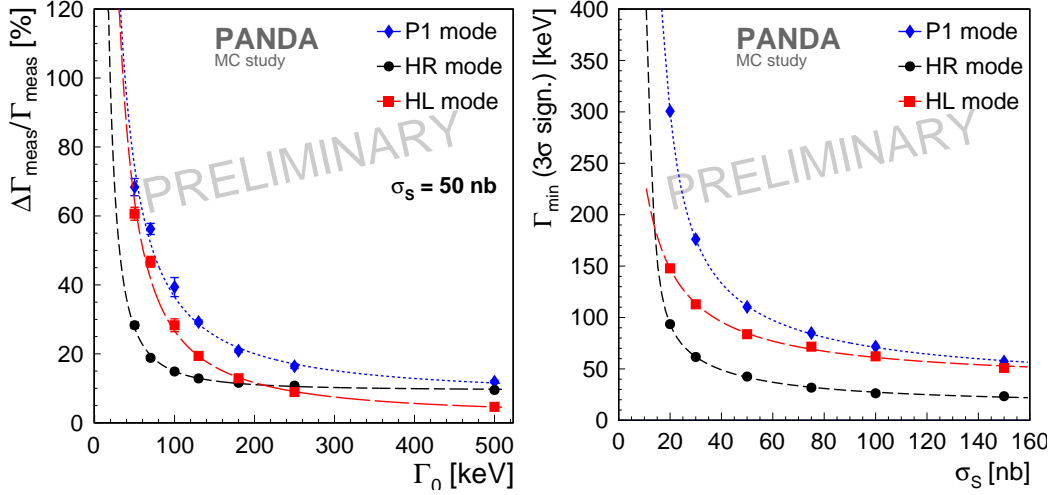 ΔΓmeas/Γmeas [%]
120
100
80
60
40
20
0
PANDA
MC study
P1 mode
HR mode
HL mode
PRELIMINARY
σS = 50 nb
0 100 200 300 400 500
Γ0 [keV]
Γmin (3σ sign.) [keV]
400
350
300
250
200
150
100
50
0
PANDA
MC study
P1 mode
HR mode
HL mode
PRELIMINARY
0 20 40 60 80 100 120 140 160
σS [nb]